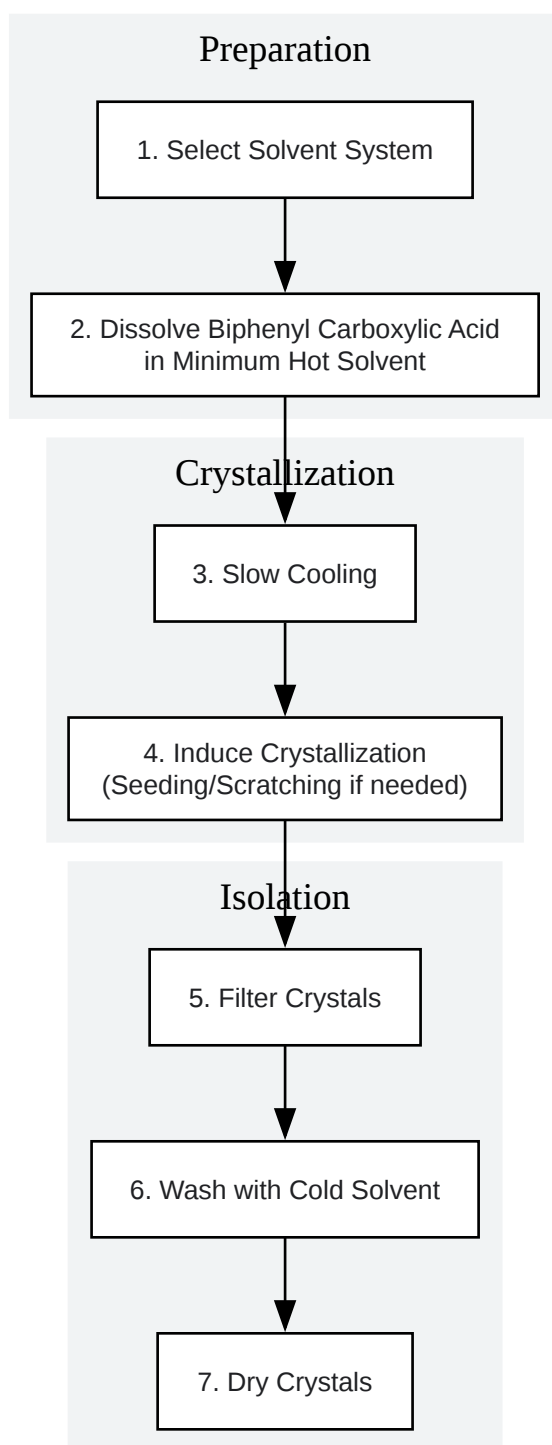 Preparation
1. Select Solvent System
2. Dissolve Biphenyl Carboxylic Acid
in Minimum Hot Solvent
Crystallization
3. Slow Cooling
4. Induce Crystallization
(Seeding/Scratching if needed)
Isolation
5. Filter Crystals
6. Wash with Cold Solvent
7. Dry Crystals